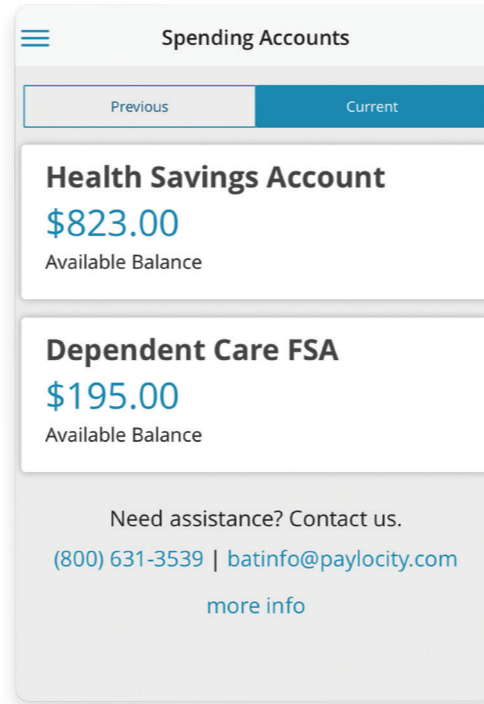 Spending Accounts
Previous Current
Health Savings Account
$823.00
Available Balance
Dependent Care FSA
$195.00
Available Balance
Need assistance? Contact us.
(800) 631-3539 | batinfo@paylocity.com
more info